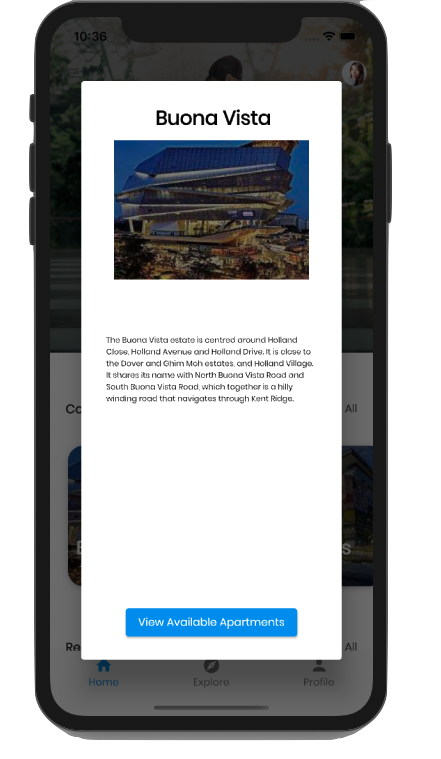 10:36
Buona Vista
The Buona Vista estate is centred around Holland
Close, Holland Avenue and Holland Drive. It is close to
the Dover and Ghim Moh estates, and Holland Village.
It shares its name with North Buona Vista Road and
South Buona Vista Road, which together is a hilly
winding road that navigates through Kent Ridge.
Co
All
s
View Available Apartments
Re
All
Home
Explore
Profile